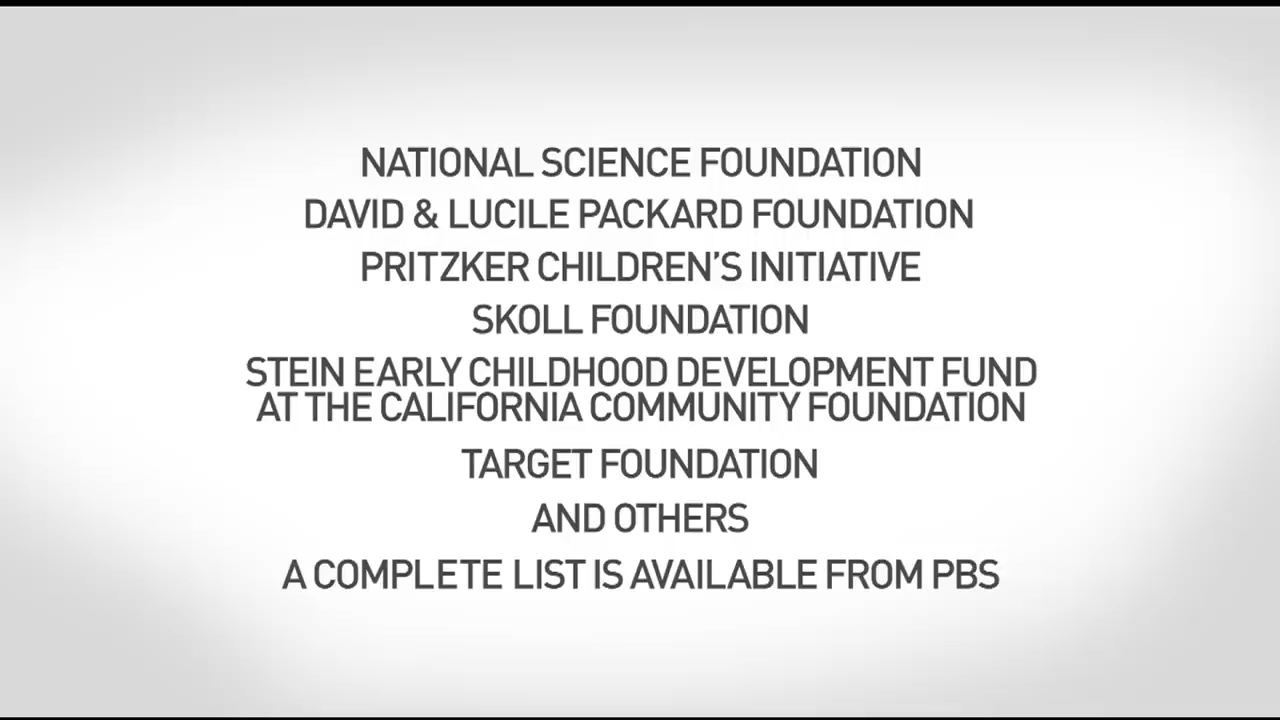 NATIONAL SCIENCE FOUNDATION
DAVID & LUCILE PACKARD FOUNDATION
PRITZKER CHILDREN'S INITIATIVE
SKOLL FOUNDATION
STEIN EARLY CHILDHOOD DEVELOPMENT FUND
AT THE CALIFORNIA COMMUNITY FOUNDATION
TARGET FOUNDATION
AND OTHERS
A COMPLETE LIST IS AVAILABLE FROM PBS